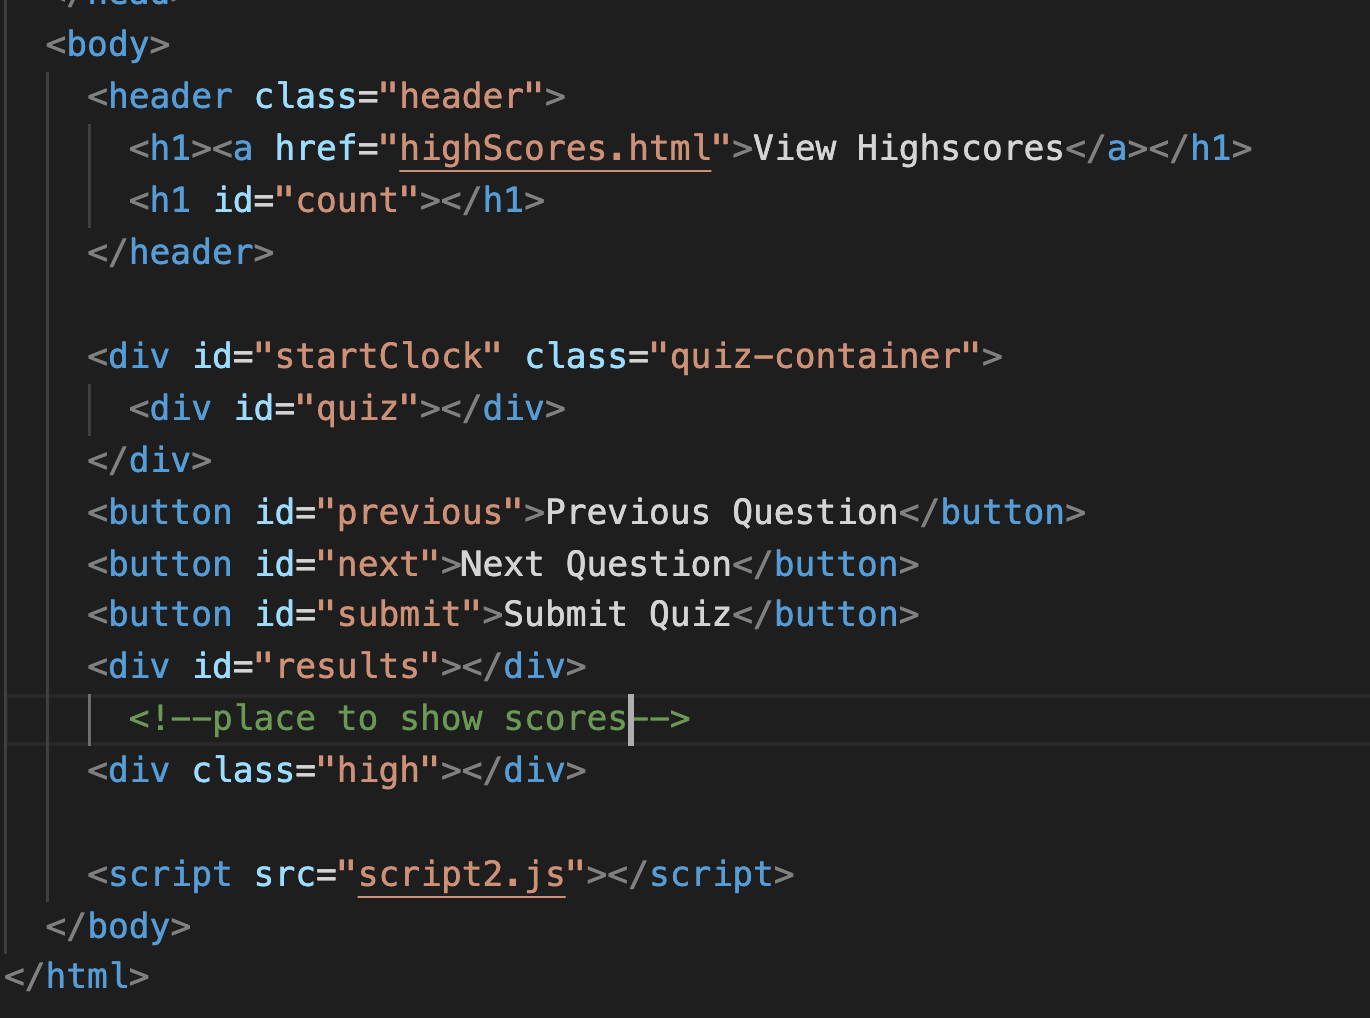 </head>
<body>
<header class="header">
<h1><a href="highScores.html">View Highscores</a></h1>
<h1 id="count"></h1>
</header>
<div id="startClock" class="quiz-container">
<div id="quiz"></div>
</div>
<button id="previous">Previous Question</button>
<button id="next">Next Question</button>
<button id="submit">Submit Quiz</button>
<div id="results"></div>
<!--place to show scores-->
<div class="high"></div>
<script src="script2.js"></script>
</body>
</html>